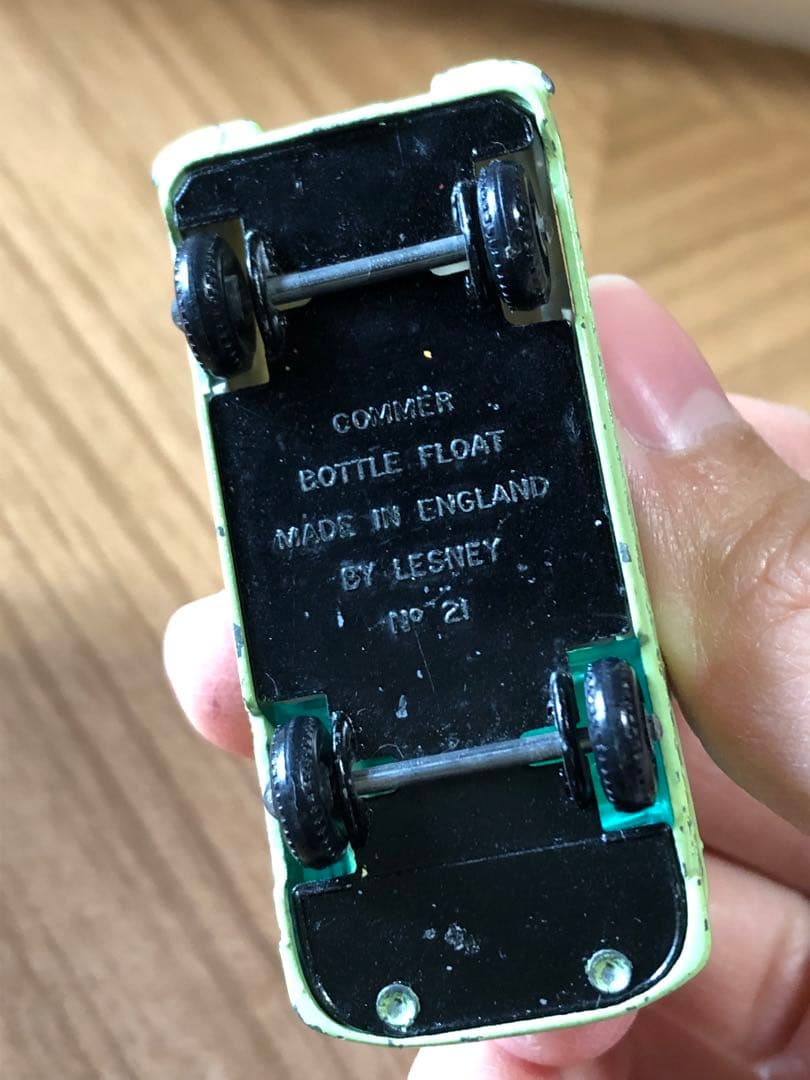 COMMER
BOTTLE FLOAT
MADE IN ENGLAND
BY LESNEY
Nº 21